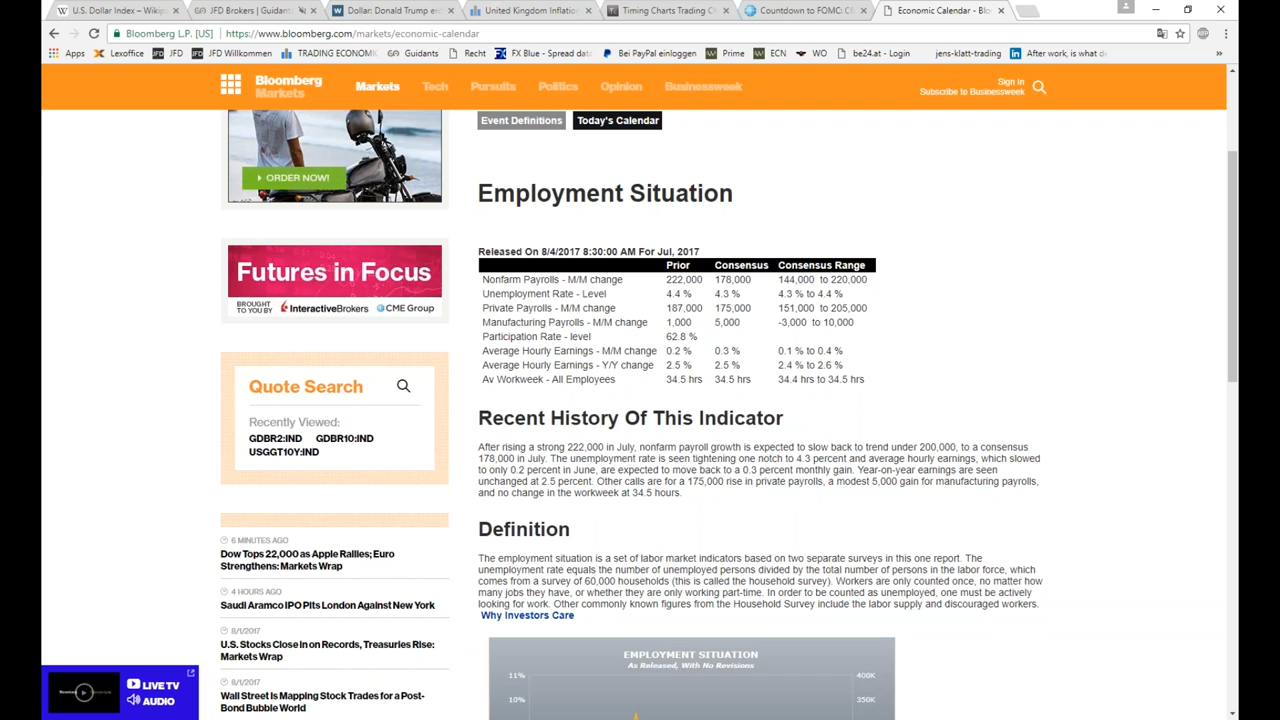 U.S. Dollar Index – Wikip
JFD Brokers | Guidant
Dollar: Donald Trump er
United Kingdom Inflation
Timing Charts Trading Ch
Countdown to FOMC: C
Economic Calendar - Blo
Bloomberg L.P. [US] https://www.bloomberg.com/markets/economic-calendar
Apps Lexoffice JFD JFD Willkommen TRADING ECONOMIC Guidants Recht FX Blue - Spread data Bei PayPal einloggen Prime ECN WO be24.at - Login jens-klatt-trading After work, is what d
Bloomberg
Markets
Markets Tech Pursuits Politics Opinion Businessweek
Sign In
Subscribe to Businessweek
Event Definitions Today's Calendar
ORDER NOW!
Employment Situation
Futures in Focus
BROUGHT TO YOU BY InteractiveBrokers CME Group
Released On 8/4/2017 8:30:00 AM For Jul, 2017
Prior Consensus Consensus Range
Nonfarm Payrolls - M/M change 222,000 178,000 144,000 to 220,000
Unemployment Rate - Level 4.4 % 4.3 % 4.3 % to 4.4 %
Private Payrolls - M/M change 187,000 175,000 151,000 to 205,000
Manufacturing Payrolls - M/M change 1,000 5,000 -3,000 to 10,000
Participation Rate - level 62.8 %
Average Hourly Earnings - M/M change 0.2 % 0.3 % 0.1 % to 0.4 %
Average Hourly Earnings - Y/Y change 2.5 % 2.5 % 2.4 % to 2.6 %
Av Workweek - All Employees 34.5 hrs 34.5 hrs 34.4 hrs to 34.5 hrs
Quote Search
Recently Viewed:
GDBR2:IND GDBR10:IND
USGGT10Y:IND
Recent History Of This Indicator
After rising a strong 222,000 in July, nonfarm payroll growth is expected to slow back to trend under 200,000, to a consensus
178,000 in July. The unemployment rate is seen tightening one notch to 4.3 percent and average hourly earnings, which slowed
to only 0.2 percent in June, are expected to move back to a 0.3 percent monthly gain. Year-on-year earnings are seen
unchanged at 2.5 percent. Other calls are for a 175,000 rise in private payrolls, a modest 5,000 gain for manufacturing payrolls,
and no change in the workweek at 34.5 hours.
Definition
The employment situation is a set of labor market indicators based on two separate surveys in this one report. The
unemployment rate equals the number of unemployed persons divided by the total number of persons in the labor force, which
comes from a survey of 60,000 households (this is called the household survey). Workers are only counted once, no matter how
many jobs they have, or whether they are only working part-time. In order to be counted as unemployed, one must be actively
looking for work. Other commonly known figures from the Household Survey include the labor supply and discouraged workers.
Why Investors Care
6 MINUTES AGO
Dow Tops 22,000 as Apple Rallies; Euro
Strengthens: Markets Wrap
4 HOURS AGO
Saudi Aramco IPO Pits London Against New York
8/1/2017
U.S. Stocks Close in on Records, Treasuries Rise:
Markets Wrap
8/1/2017
Wall Street Is Mapping Stock Trades for a Post-
Bond Bubble World
EMPLOYMENT SITUATION
As Released, With No Revisions
11% 400K
10% 350K
LIVE TV
AUDIO